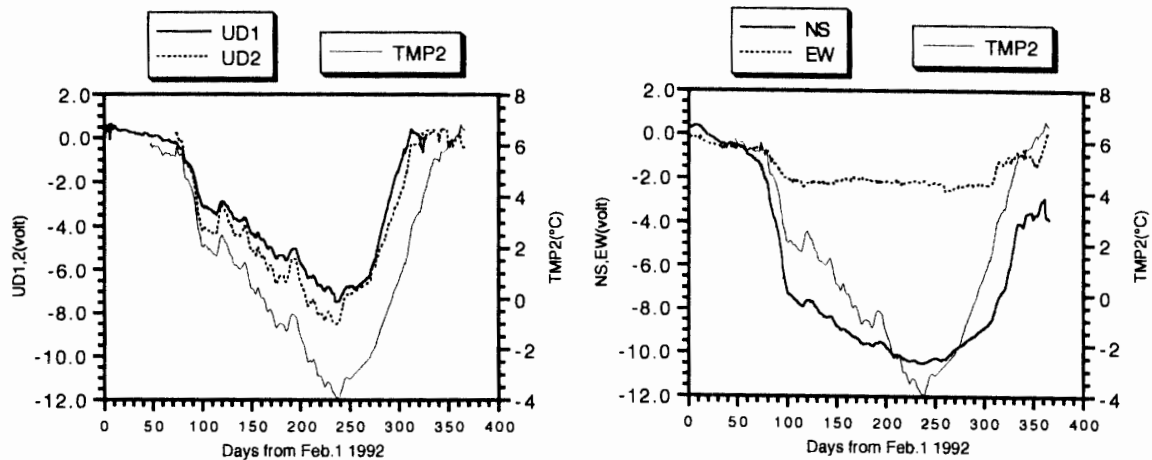 UD1
UD2
TMP2
2.0
0.0
-2.0
-4.0
-6.0
-8.0
-10.0
-12.0
UD1,2(volt)
8
6
4
2
0
-2
-4
TMP2(°C)
0 50 100 150 200 250 300 350 400
Days from Feb.1 1992
NS
EW
TMP2
2.0
0.0
-2.0
-4.0
-6.0
-8.0
-10.0
-12.0
NS,EW(volt)
8
6
4
2
0
-2
-4
TMP2(°C)
0 50 100 150 200 250 300 350 400
Days from Feb.1 1992